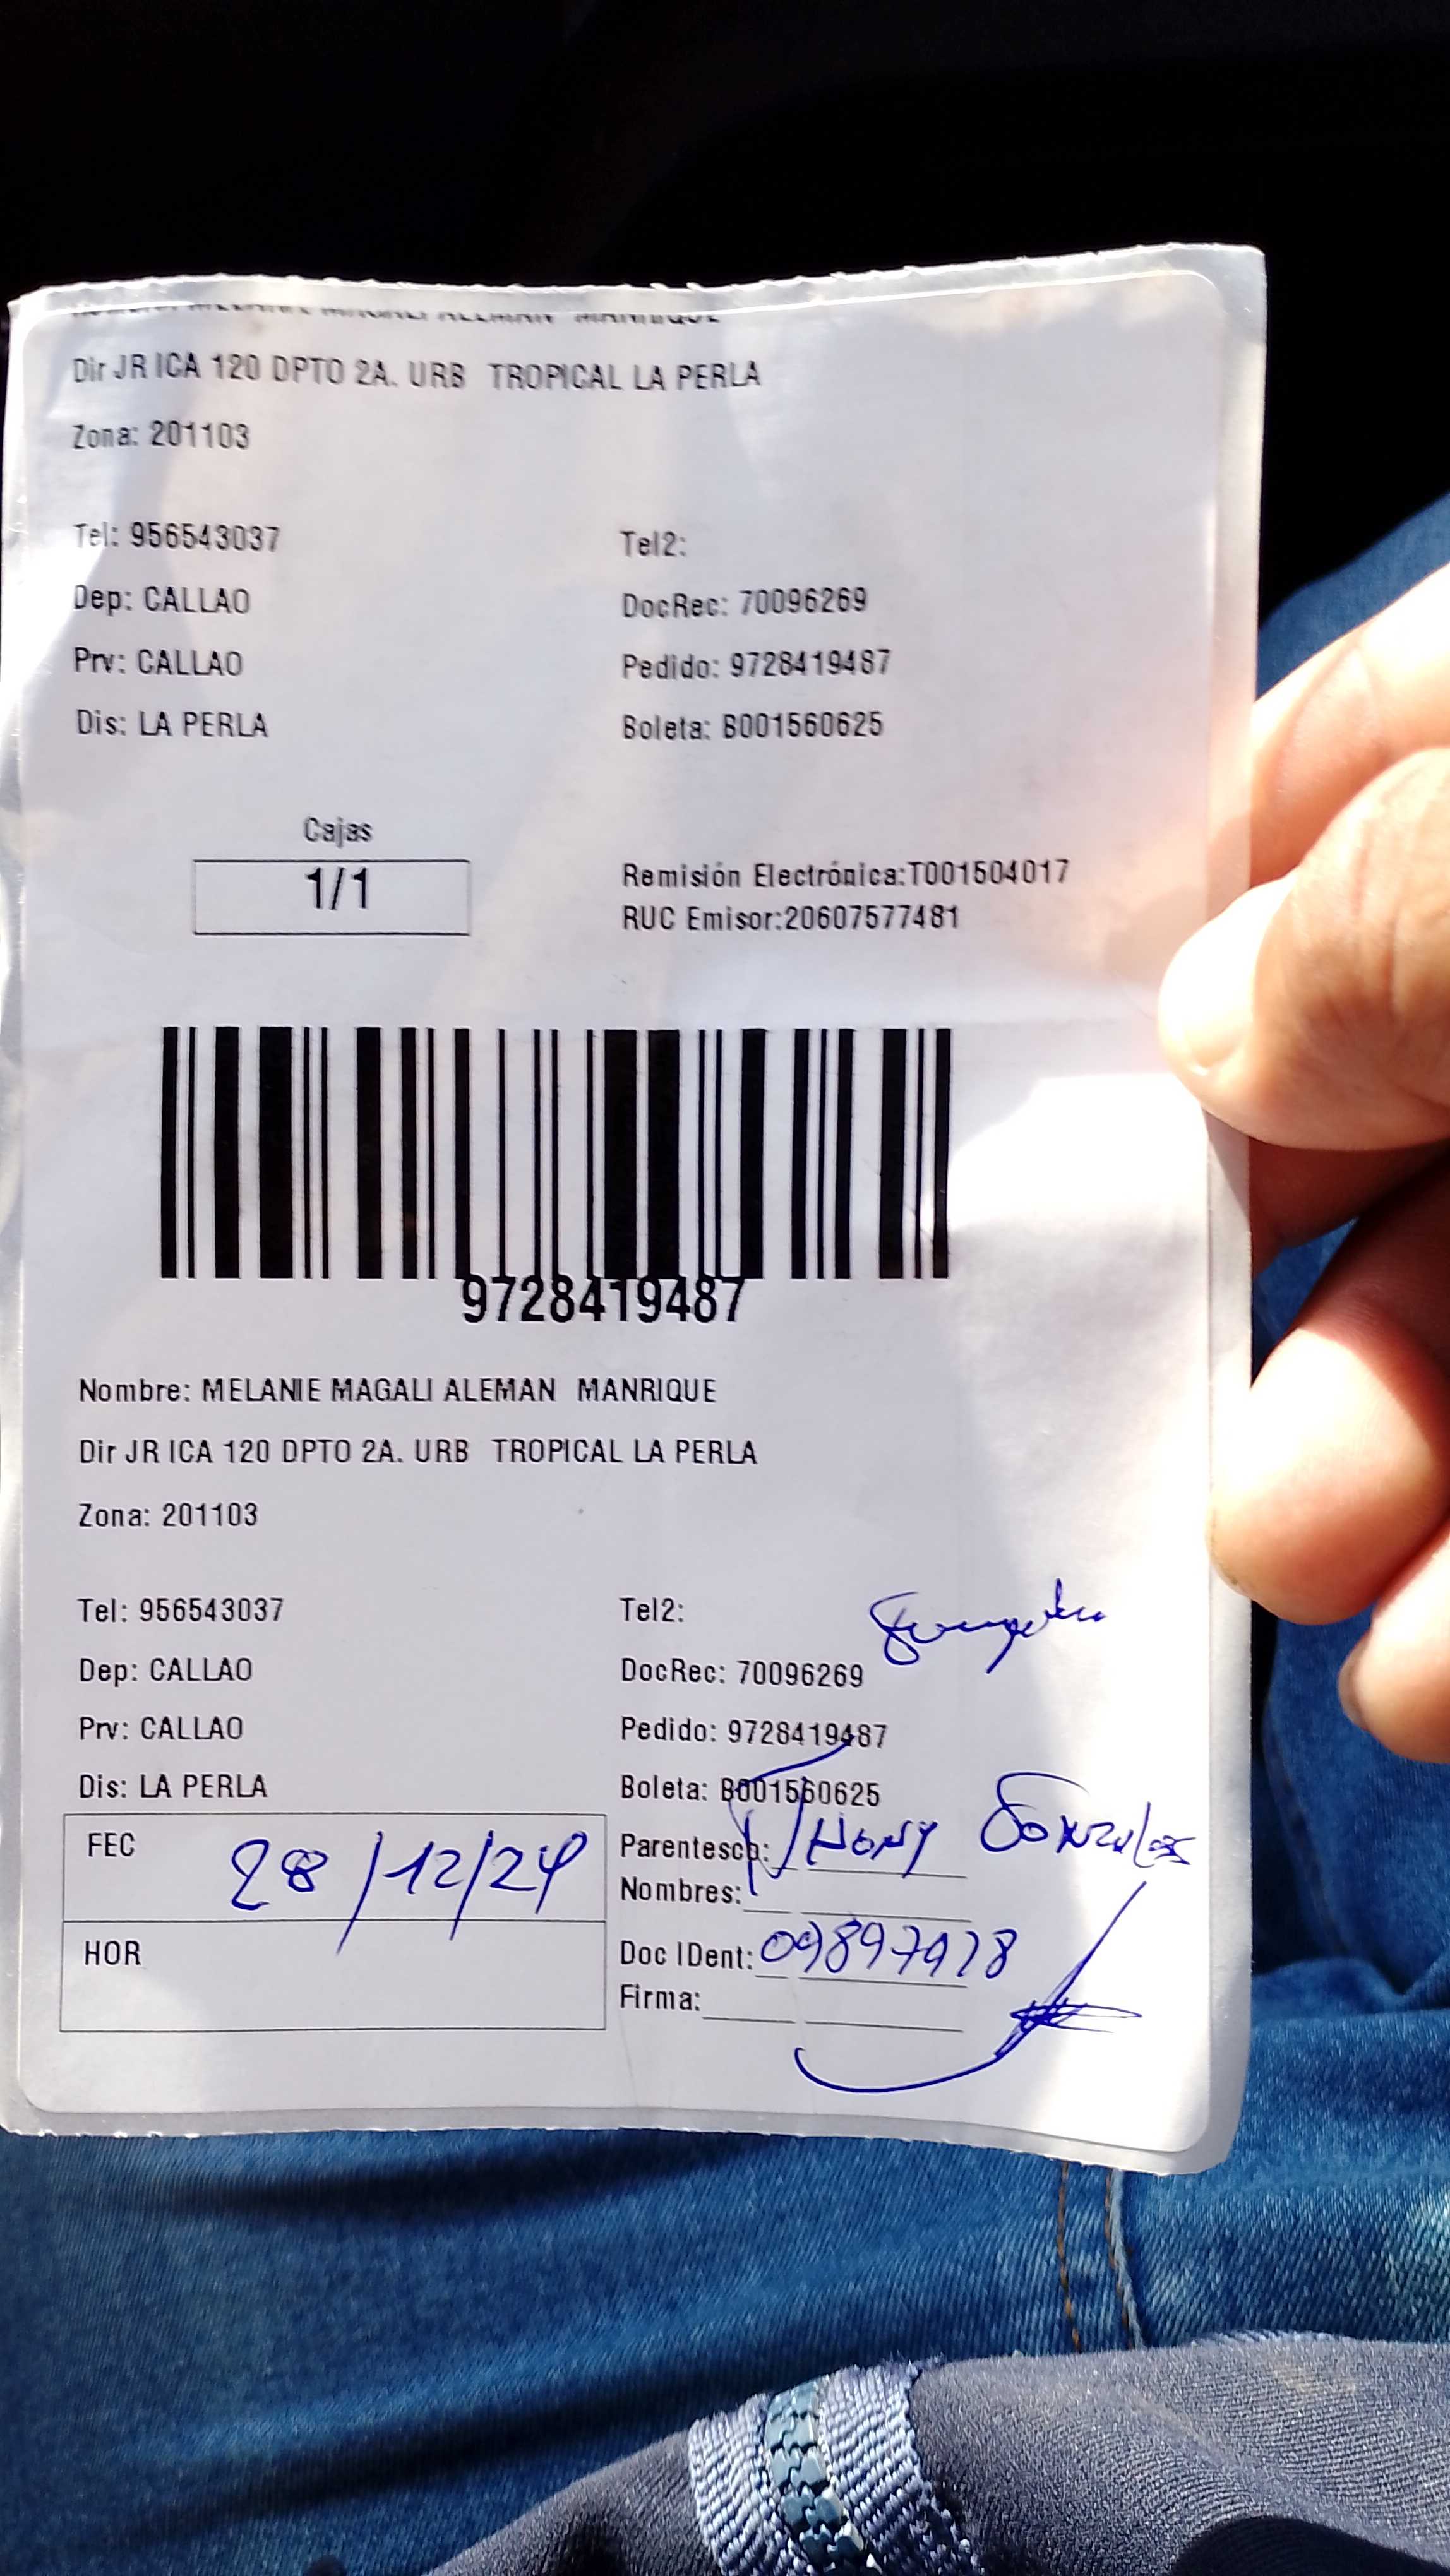 Dir JR ICA 120 DPTO 2A. URB TROPICAL LA PERLA
Zona: 201103
Tel: 956543037
Tel2:
Dep: CALLAO
DocRec: 70096269
Prv: CALLAO
Pedido: 9728419487
Dis: LA PERLA
Boleta: B001560625
Cajas
1/1
Remisión Electrónica:T001504017
RUC Emisor:20607577481
9728419487
Nombre: MELANIE MAGALI ALEMAN MANRIQUE
Dir JR ICA 120 DPTO 2A. URB TROPICAL LA PERLA
Zona: 201103
Tel: 956543037
Tel2:
Dep: CALLAO
DocRec: 70096269
Prv: CALLAO
Pedido: 9728419487
Dis: LA PERLA
Boleta: B001560625
FEC 28/12/24
Parentesco:
Nombres:
HOR
Doc IDent:
Firma: